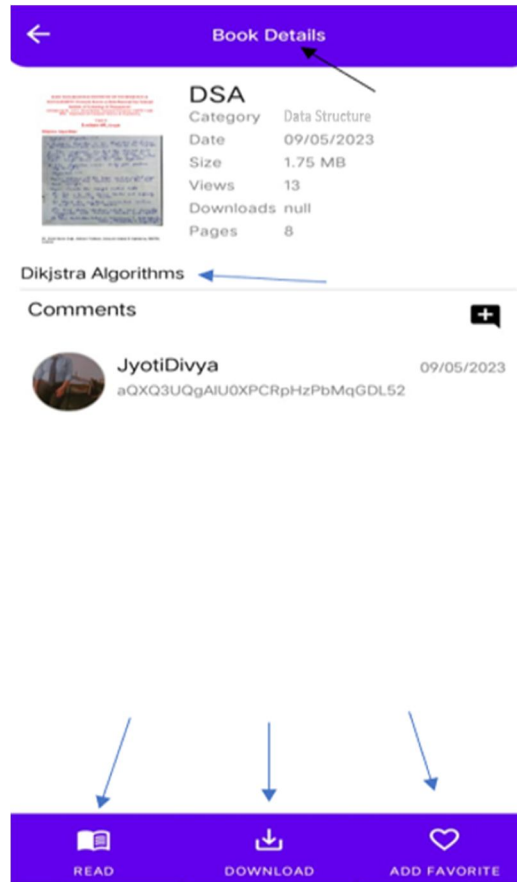 Book Details
DSA
Category Data Structure
Date 09/05/2023
Size 1.75 MB
Views 13
Downloads null
Pages 8
Dikjstra Algorithms
Comments
JyotiDivya 09/05/2023
aQXQ3UQgAIU0XPCRpHzPbMqGDL52
READ DOWNLOAD ADD FAVORITE